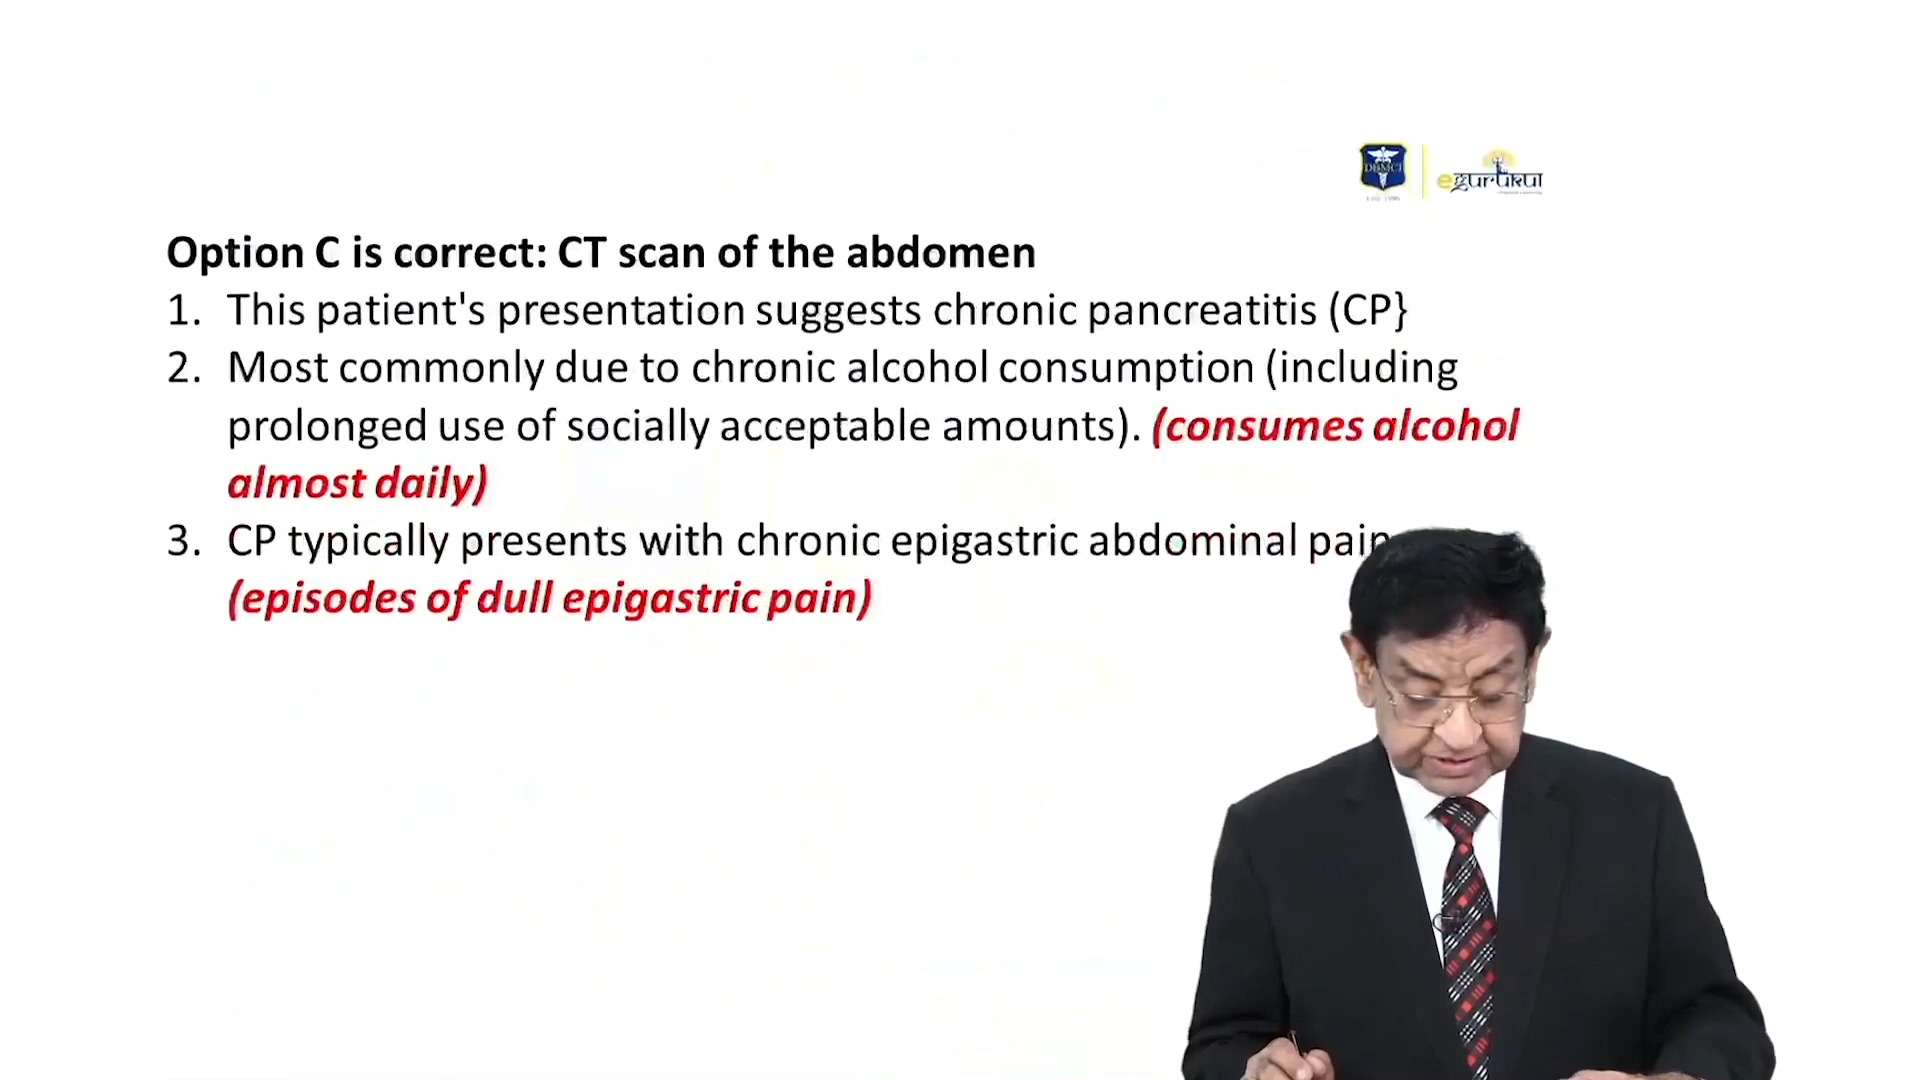 DBMCI
egurukul
Option C is correct: CT scan of the abdomen
1. This patient's presentation suggests chronic pancreatitis (CP}
2. Most commonly due to chronic alcohol consumption (including
prolonged use of socially acceptable amounts). (consumes alcohol
almost daily)
3. CP typically presents with chronic epigastric abdominal pain
(episodes of dull epigastric pain)